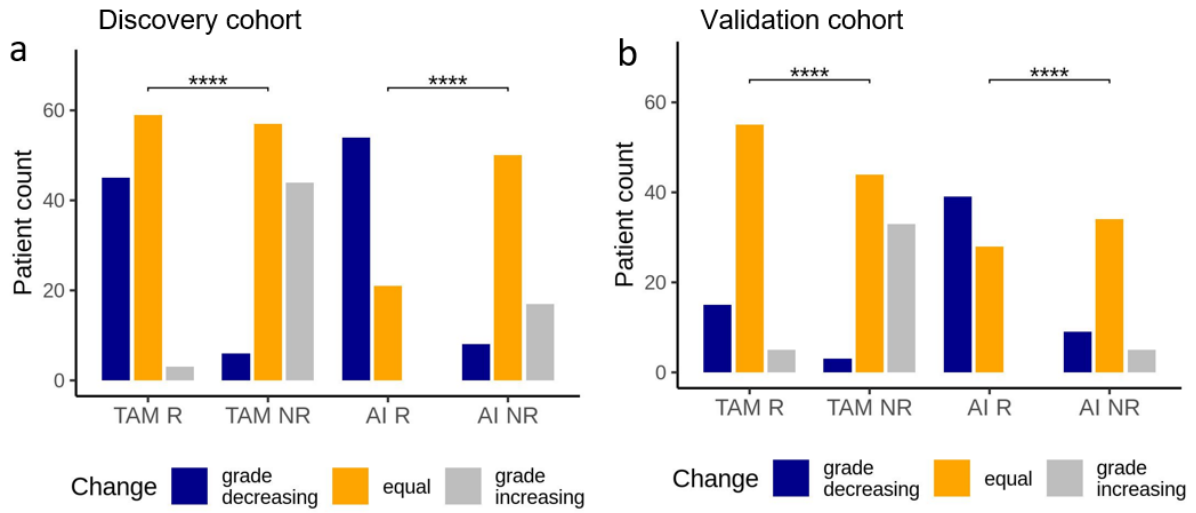 Discovery cohort
a
****
****
60
40
20
0
Patient count
TAM R
TAM NR
AI R
AI NR
Change
grade
decreasing
equal
grade
increasing
Validation cohort
b
****
****
60
40
20
0
Patient count
TAM R
TAM NR
AI R
AI NR
Change
grade
decreasing
equal
grade
increasing